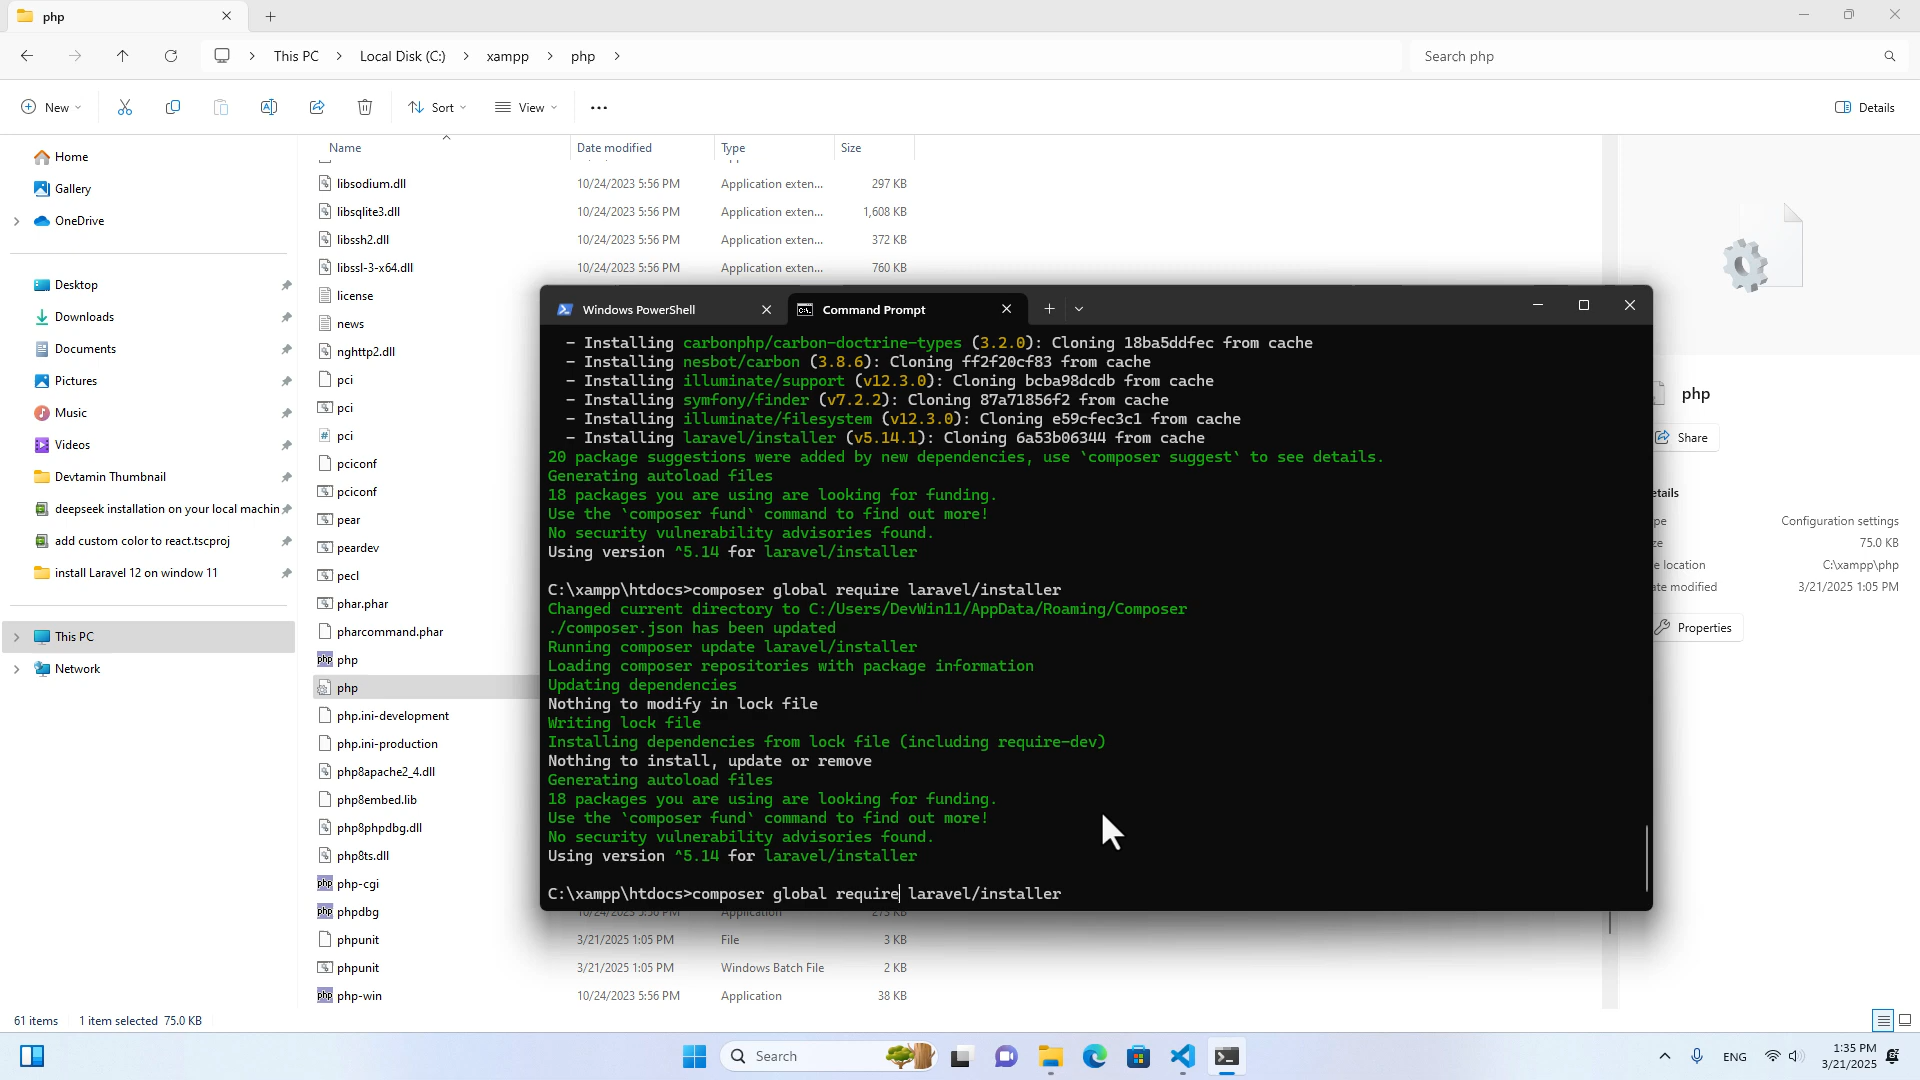 php
This PC
Local Disk (C:)
xampp
php
Search php
New
Sort
View
Details
Home
Gallery
OneDrive
Desktop
Downloads
Documents
Pictures
Music
Videos
Devtamin Thumbnail
deepseek installation on your local machin
add custom color to react.tscproj
install Laravel 12 on window 11
This PC
Network
Name Date modified Type Size
libsodium.dll 10/24/2023 5:56 PM Application exten... 297 KB
libsqlite3.dll 10/24/2023 5:56 PM Application exten... 1,608 KB
libssh2.dll 10/24/2023 5:56 PM Application exten... 372 KB
libssl-3-x64.dll 10/24/2023 5:56 PM Application exten... 760 KB
license
news
nghttp2.dll
pci
pci
pci
pciconf
pciconf
pear
peardev
pecl
phar.phar
pharcommand.phar
php
php
php.ini-development
php.ini-production
php8apache2_4.dll
php8embed.lib
php8phpdbg.dll
php8ts.dll
php-cgi
phpdbg 10/24/2023 5:56 PM Application 273 KB
phpunit 3/21/2025 1:05 PM File 3 KB
phpunit 3/21/2025 1:05 PM Windows Batch File 2 KB
php-win 10/24/2023 5:56 PM Application 38 KB
Windows PowerShell
Command Prompt
- Installing carbonphp/carbon-doctrine-types (3.2.0): Cloning 18ba5ddfec from cache
- Installing nesbot/carbon (3.8.6): Cloning ff2f20cf83 from cache
- Installing illuminate/support (v12.3.0): Cloning bcba98dcdb from cache
- Installing symfony/finder (v7.2.2): Cloning 87a71856f2 from cache
- Installing illuminate/filesystem (v12.3.0): Cloning e59cfec3c1 from cache
- Installing laravel/installer (v5.14.1): Cloning 6a53b06344 from cache
20 package suggestions were added by new dependencies, use `composer suggest` to see details.
Generating autoload files
18 packages you are using are looking for funding.
Use the `composer fund` command to find out more!
No security vulnerability advisories found.
Using version ^5.14 for laravel/installer
C:\xampp\htdocs>composer global require laravel/installer
Changed current directory to C:/Users/DevWin11/AppData/Roaming/Composer
./composer.json has been updated
Running composer update laravel/installer
Loading composer repositories with package information
Updating dependencies
Nothing to modify in lock file
Writing lock file
Installing dependencies from lock file (including require-dev)
Nothing to install, update or remove
Generating autoload files
18 packages you are using are looking for funding.
Use the `composer fund` command to find out more!
No security vulnerability advisories found.
Using version ^5.14 for laravel/installer
C:\xampp\htdocs>composer global require laravel/installer
php
Share
etails
pe Configuration settings
ze 75.0 KB
e location C:\xampp\php
ate modified 3/21/2025 1:05 PM
Properties
61 items 1 item selected 75.0 KB
Search
ENG
1:35 PM
3/21/2025